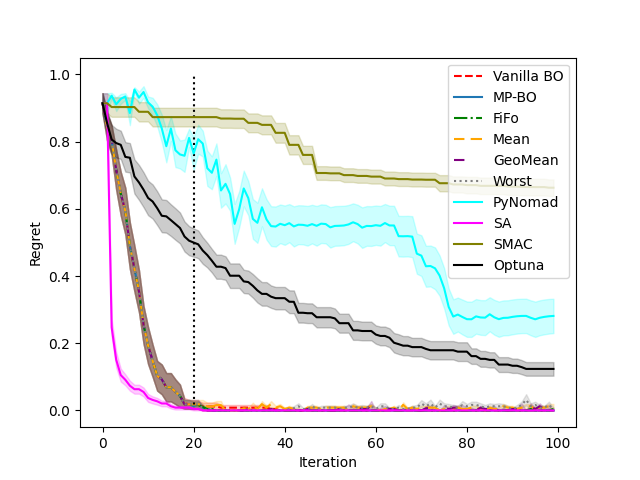 1.0
0.8
0.6
0.4
0.2
0.0
Regret
0
20
40
60
80
100
Iteration
Vanilla BO
MP-BO
FiFo
Mean
GeoMean
Worst
PyNomad
SA
SMAC
Optuna